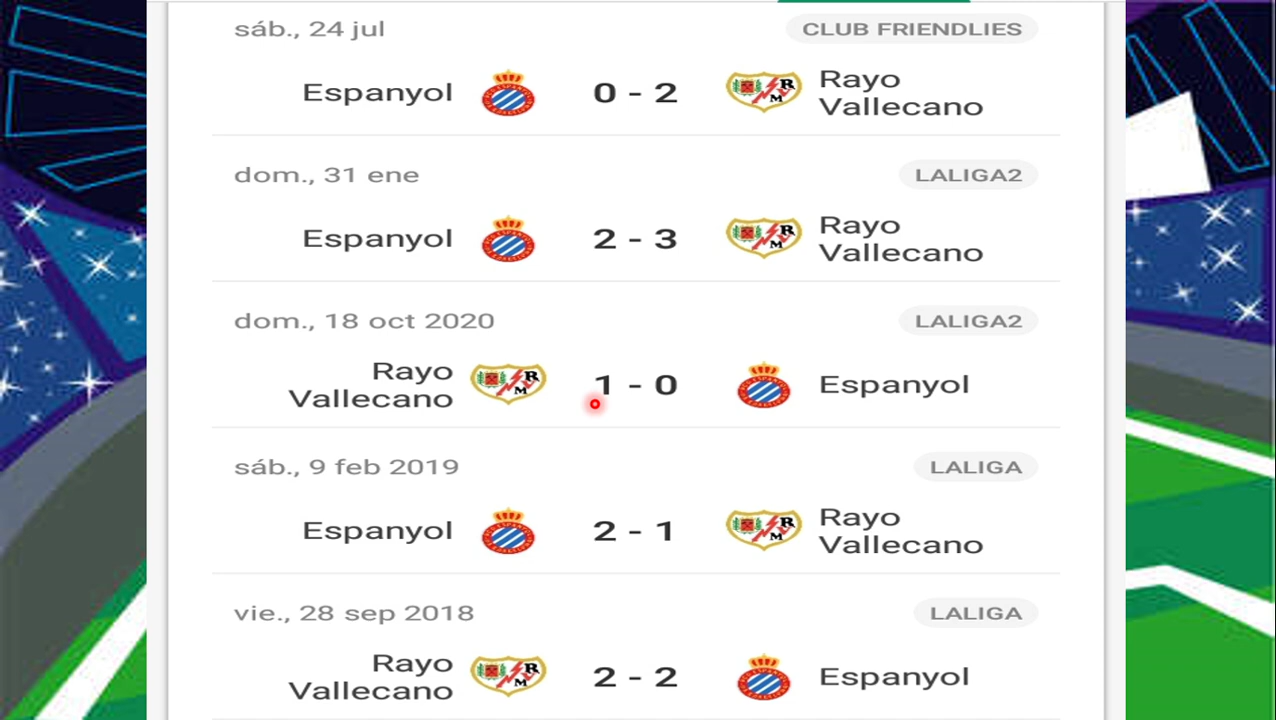 sáb., 24 jul
CLUB FRIENDLIES
Espanyol 0 - 2 Rayo
Vallecano
dom., 31 ene
LALIGA2
Espanyol 2 - 3 Rayo
Vallecano
dom., 18 oct 2020
LALIGA2
Rayo
Vallecano 1 - 0 Espanyol
sáb., 9 feb 2019
LALIGA
Espanyol 2 - 1 Rayo
Vallecano
vie., 28 sep 2018
LALIGA
Rayo
Vallecano 2 - 2 Espanyol